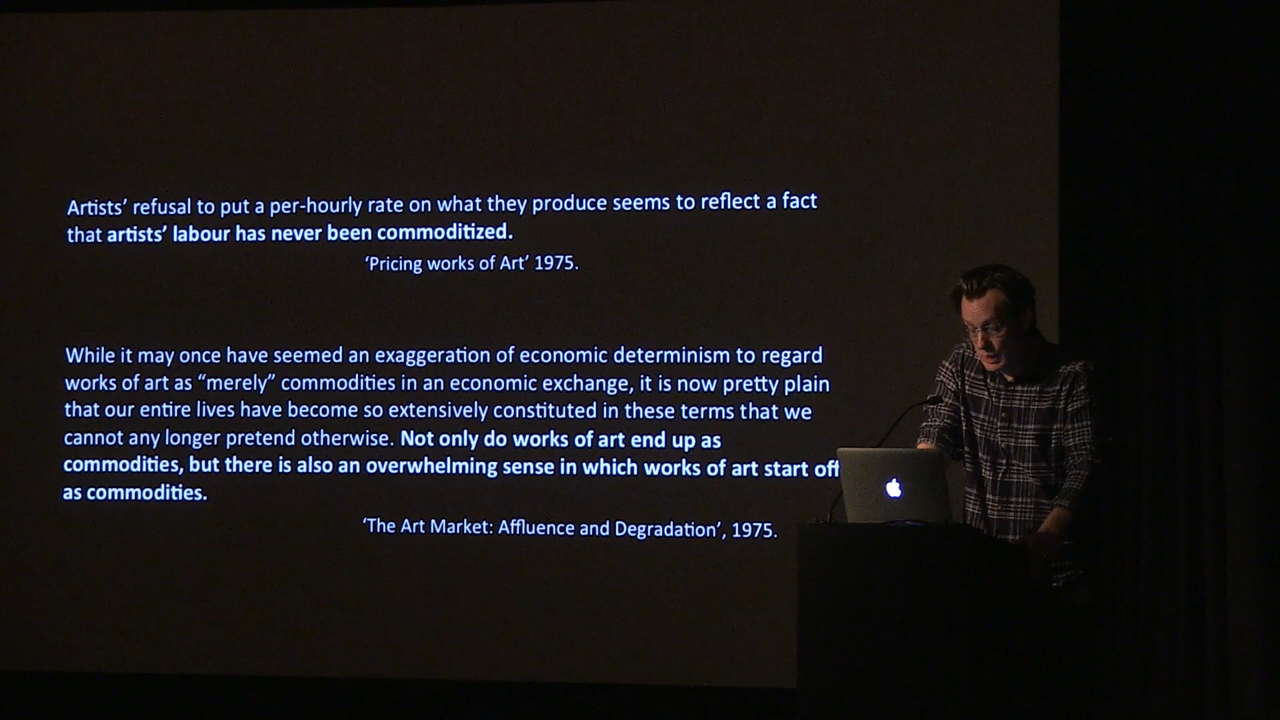 Artists’ refusal to put a per-hourly rate on what they produce seems to reflect a fact
that artists’ labour has never been commoditized.
‘Pricing works of Art’ 1975.
While it may once have seemed an exaggeration of economic determinism to regard
works of art as “merely” commodities in an economic exchange, it is now pretty plain
that our entire lives have become so extensively constituted in these terms that we
cannot any longer pretend otherwise. Not only do works of art end up as
commodities, but there is also an overwhelming sense in which works of art start off
as commodities.
‘The Art Market: Affluence and Degradation’, 1975.